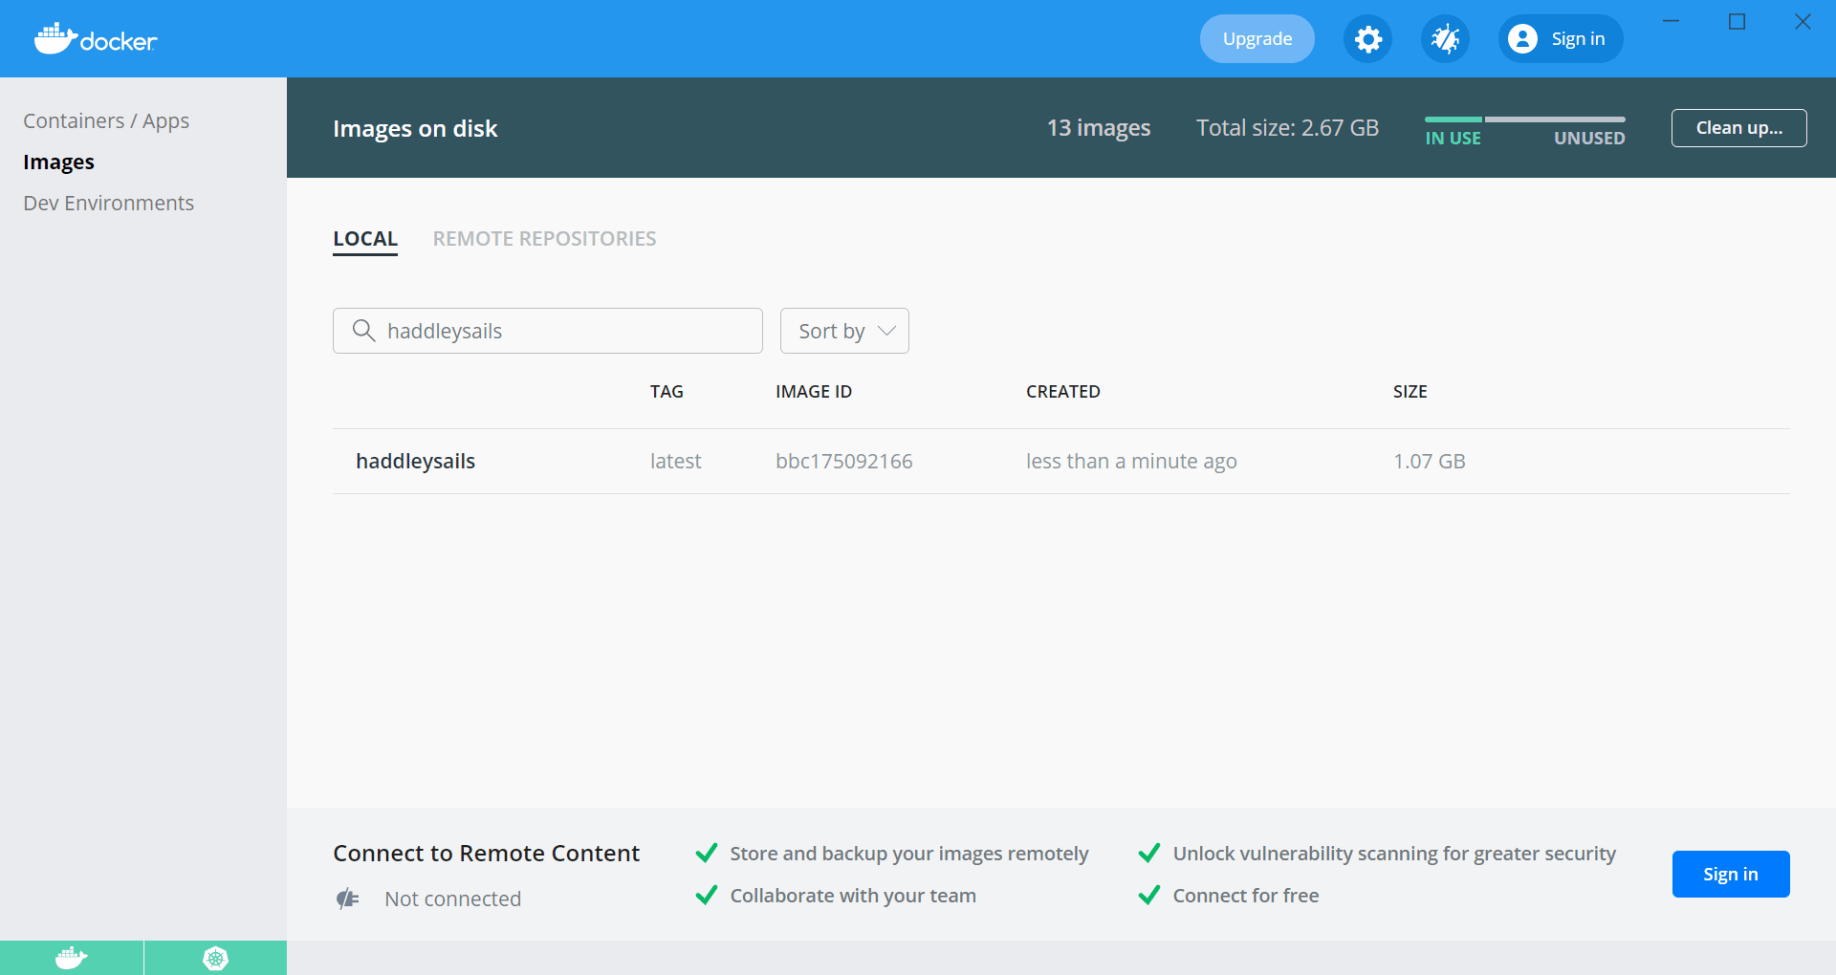 docker
Upgrade
Sign in
Containers / Apps
Images
Dev Environments
Images on disk
13 images
Total size: 2.67 GB
IN USE
UNUSED
Clean up...
LOCAL
REMOTE REPOSITORIES
haddleysails
Sort by
TAG
IMAGE ID
CREATED
SIZE
haddleysails
latest
bbc175092166
less than a minute ago
1.07 GB
Connect to Remote Content
Not connected
Store and backup your images remotely
Collaborate with your team
Unlock vulnerability scanning for greater security
Connect for free
Sign in